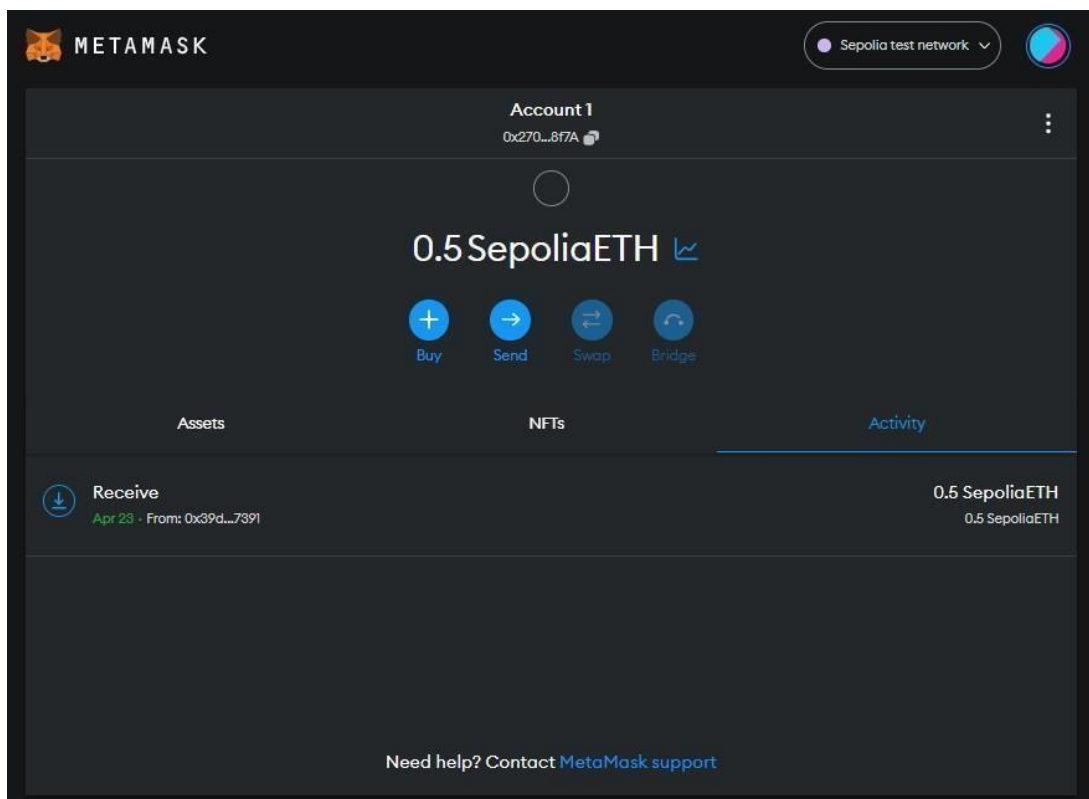 METAMASK
Sepolia test network
Account 1
0x270...8f7A
0.5 SepoliaETH
Buy Send Swap Bridge
Assets NFTs Activity
Receive 0.5 SepoliaETH
Apr 23 · From: 0x39d...7391 0.5 SepoliaETH
Need help? Contact MetaMask support